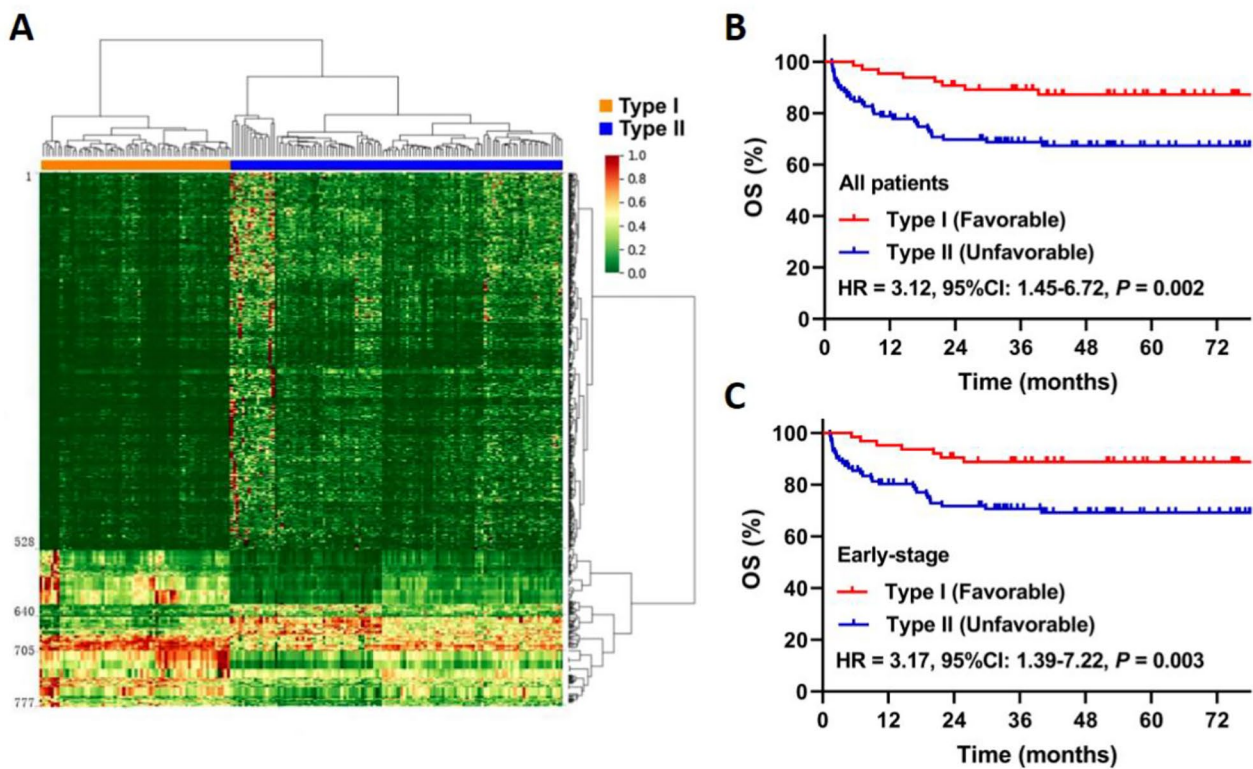 A
Type I
Type II
1.0
0.8
0.6
0.4
0.2
0.0
1
528
640
705
777
B
100
80
60
40
20
0
OS (%)
All patients
Type I (Favorable)
Type II (Unfavorable)
HR = 3.12, 95%CI: 1.45-6.72, P = 0.002
0 12 24 36 48 60 72
Time (months)
C
100
80
60
40
20
0
OS (%)
Early-stage
Type I (Favorable)
Type II (Unfavorable)
HR = 3.17, 95%CI: 1.39-7.22, P = 0.003
0 12 24 36 48 60 72
Time (months)